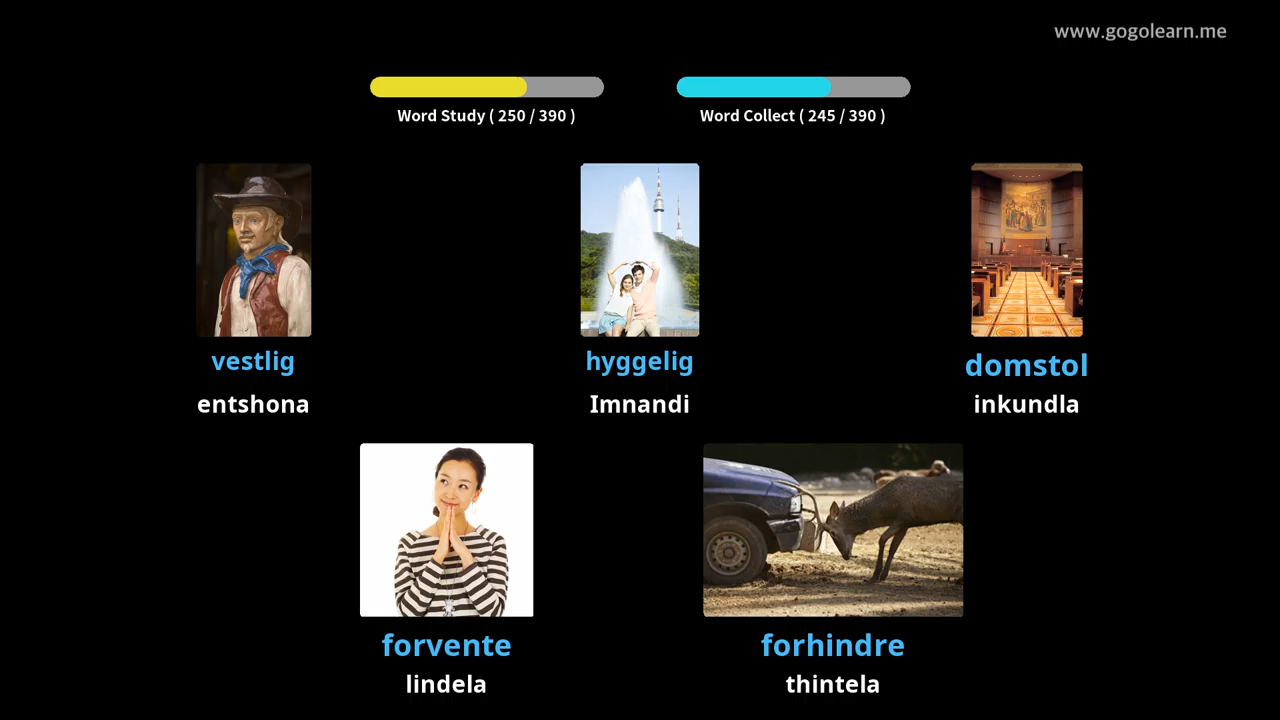 www.gogolearn.me
Word Study ( 250 / 390 )
Word Collect ( 245 / 390 )
vestlig
hyggelig
domstol
entshona
Imnandi
inkundla
forvente
forhindre
lindela
thintela